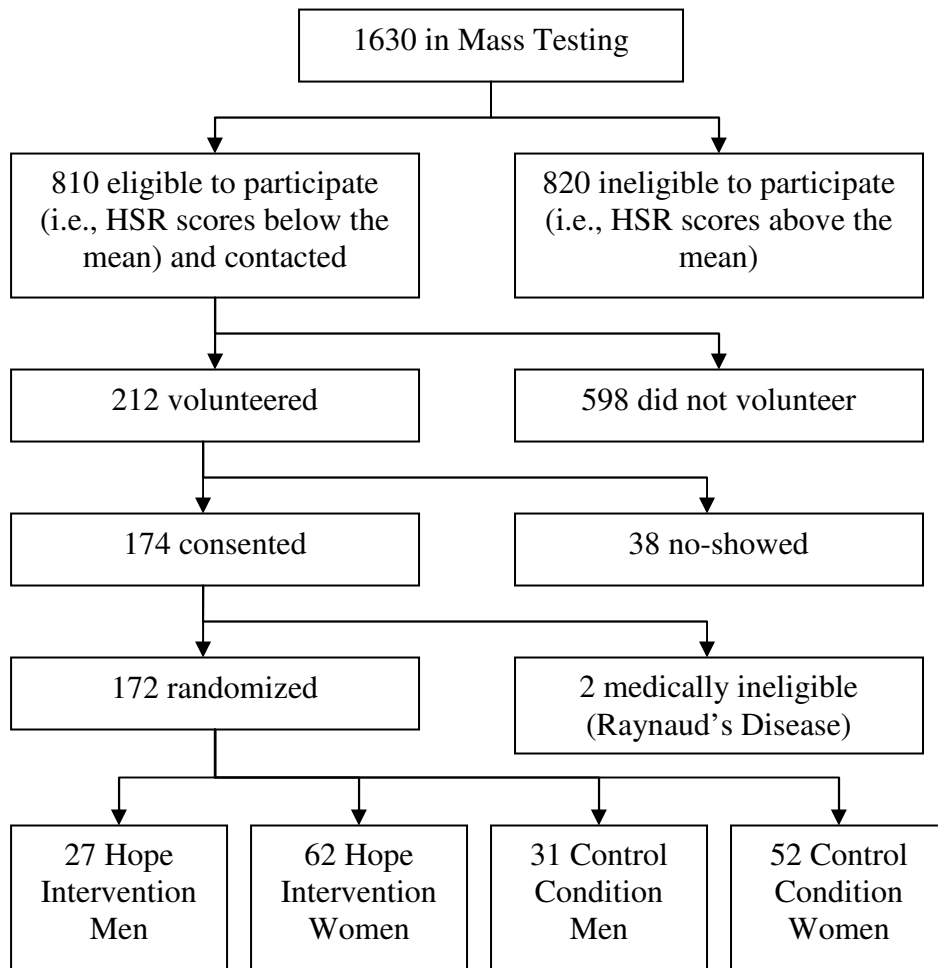 1630 in Mass Testing
810 eligible to participate
(i.e., HSR scores below the
mean) and contacted
820 ineligible to participate
(i.e., HSR scores above the
mean)
212 volunteered
598 did not volunteer
174 consented
38 no-showed
172 randomized
2 medically ineligible
(Raynaud’s Disease)
27 Hope
Intervention
Men
62 Hope
Intervention
Women
31 Control
Condition
Men
52 Control
Condition
Women